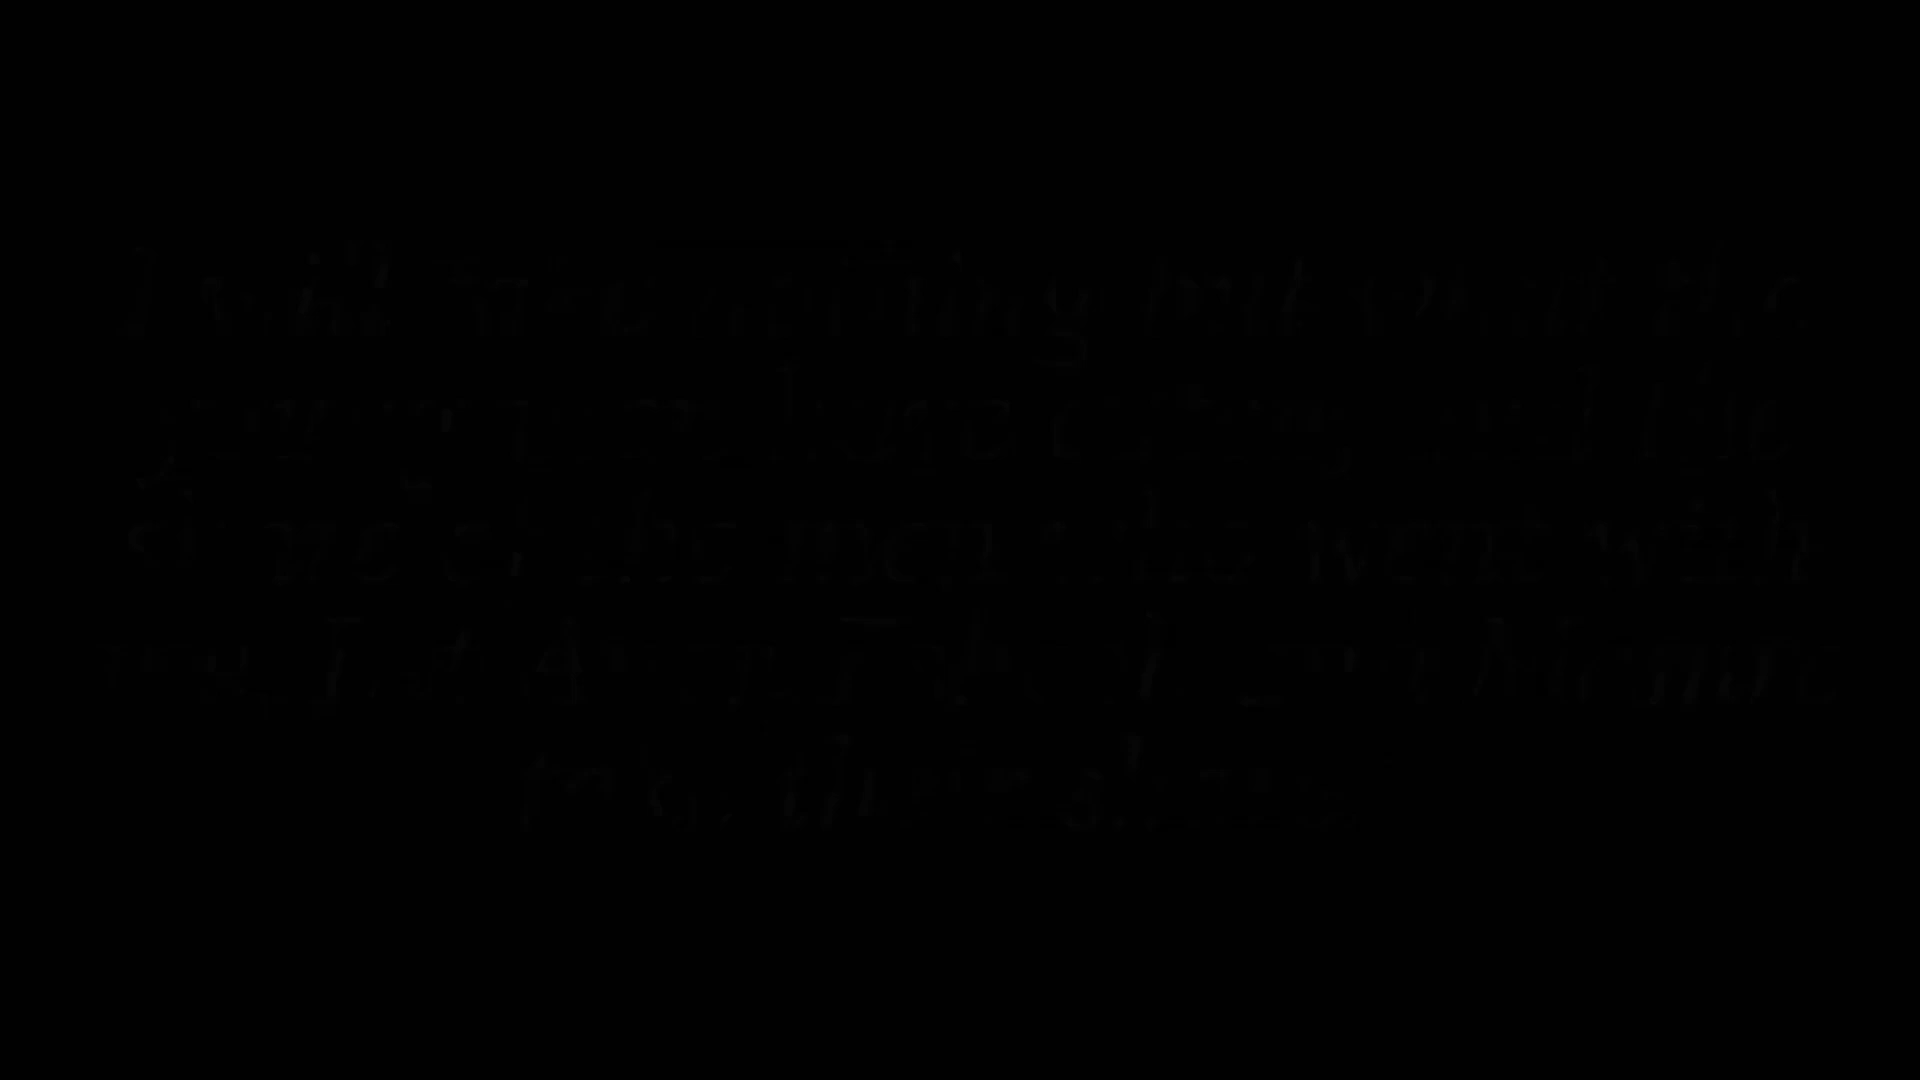 I will take nothing but what the
young men have eaten, and the
share of the men who went with
me. Let Aner, Eshcol, and Mamre
take their share.